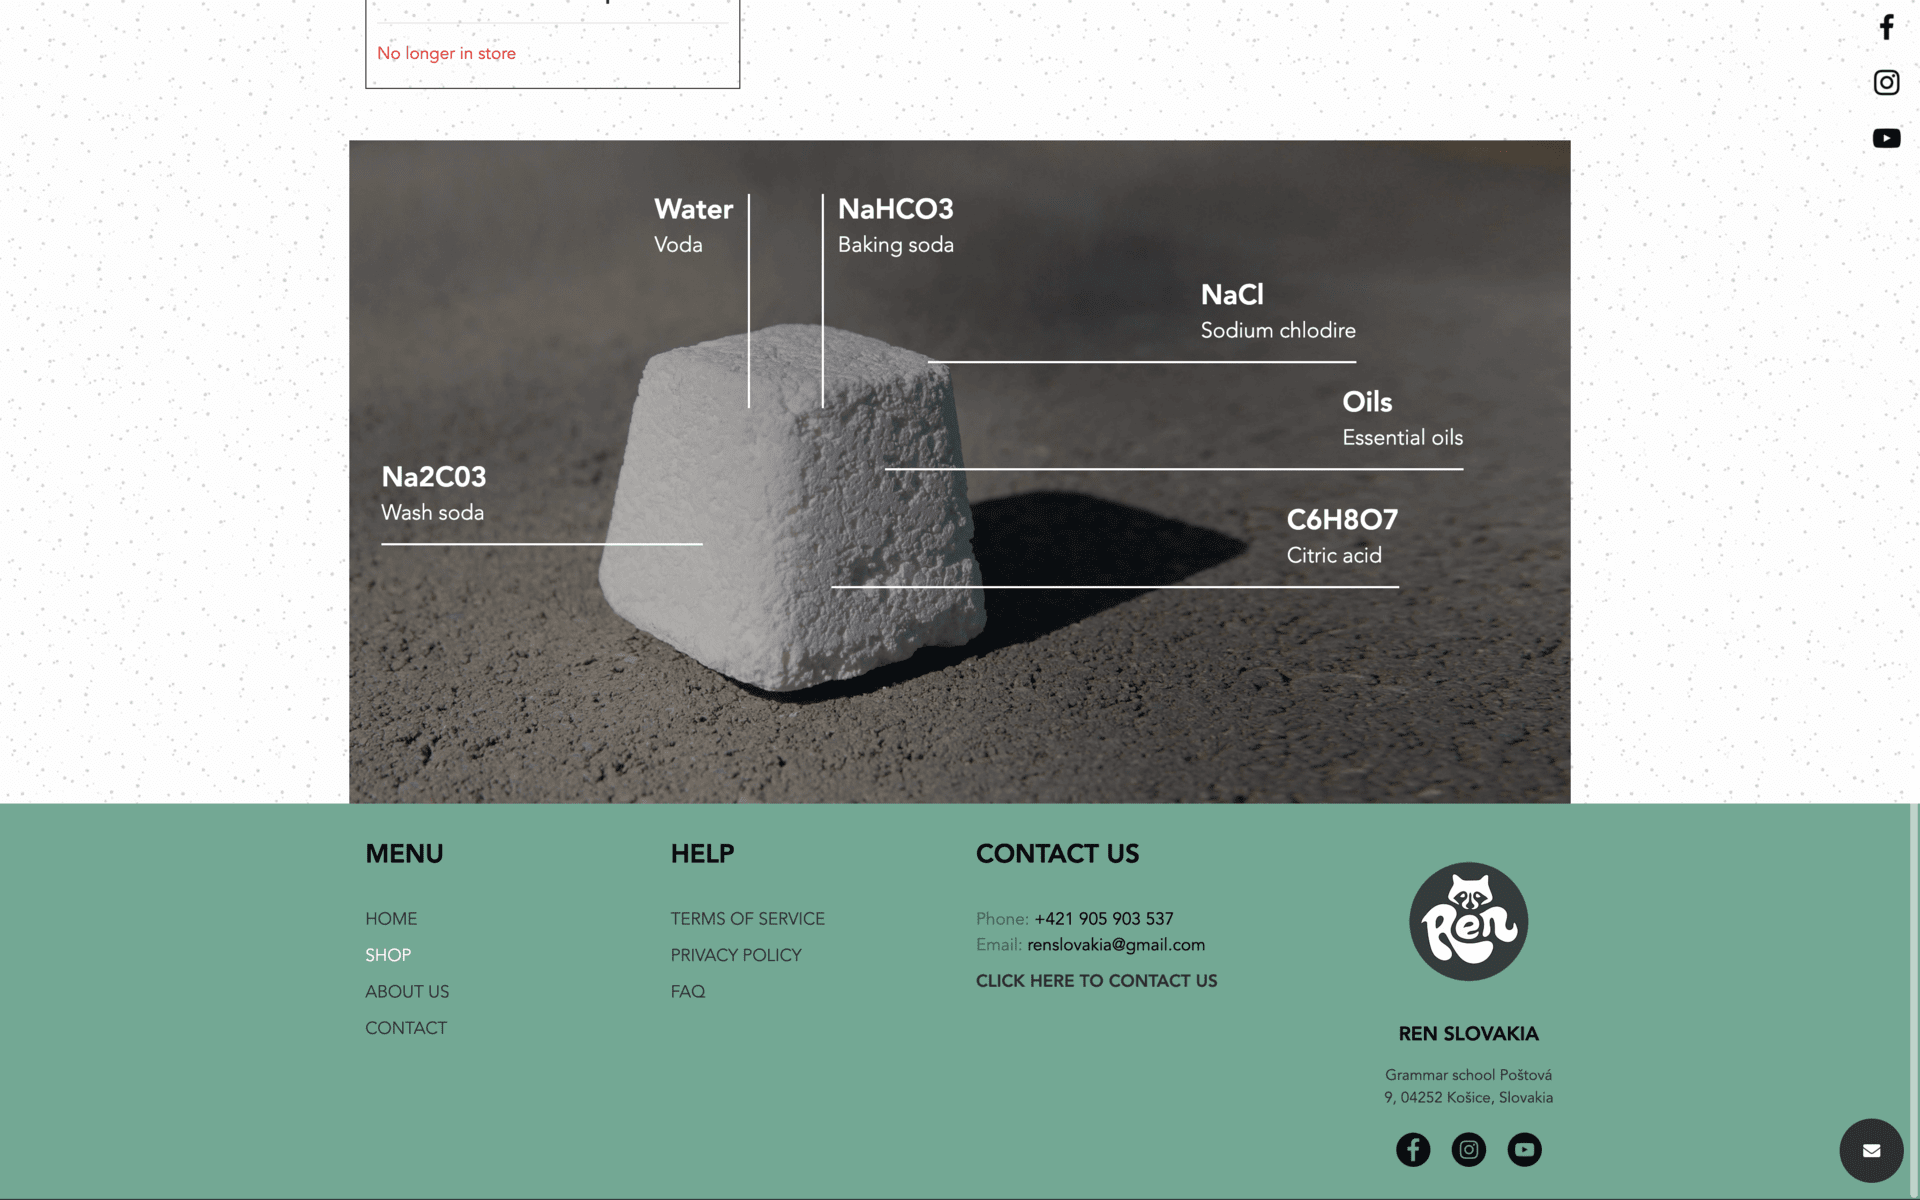 No longer in store
Water
Voda
NaHCO3
Baking soda
NaCl
Sodium chlodire
Oils
Essential oils
Na2C03
Wash soda
C6H8O7
Citric acid
MENU
HOME
SHOP
ABOUT US
CONTACT
HELP
TERMS OF SERVICE
PRIVACY POLICY
FAQ
CONTACT US
Phone: +421 905 903 537
Email: renslovakia@gmail.com
CLICK HERE TO CONTACT US
Ren
REN SLOVAKIA
Grammar school Poštová
9, 04252 Košice, Slovakia